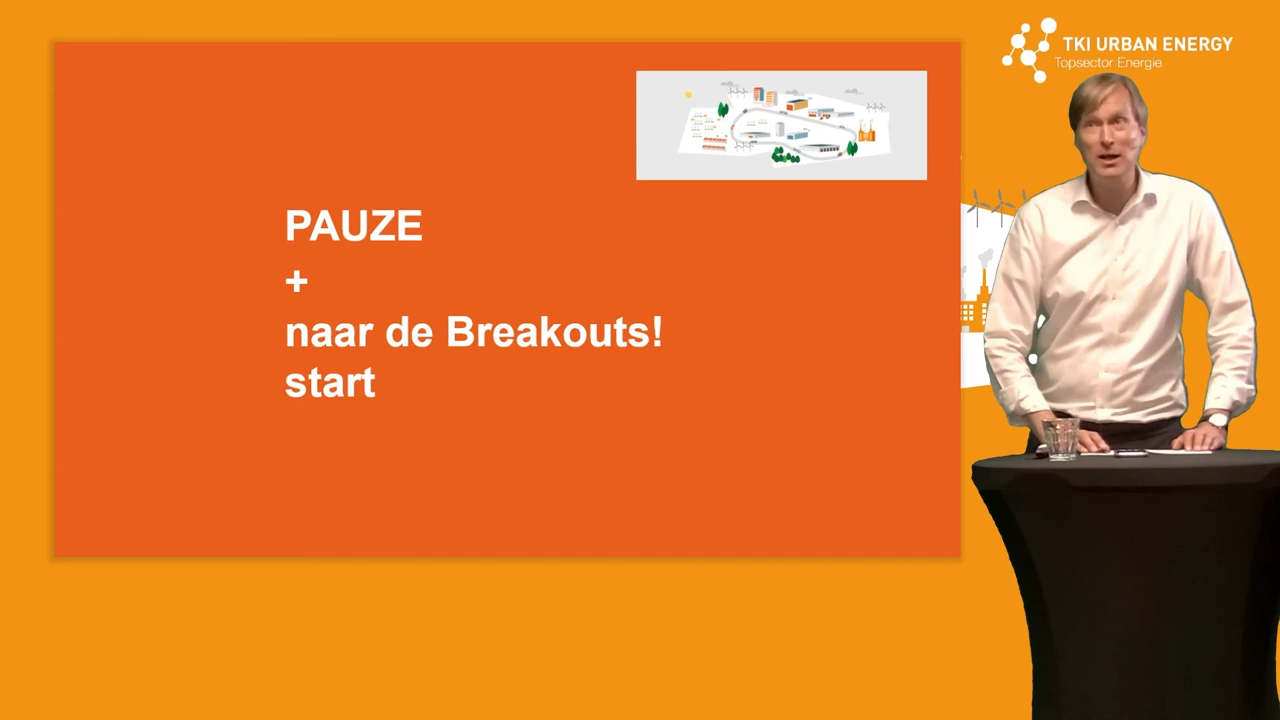 TKI URBAN ENERGY
Topsector Energie
PAUZE
+
naar de Breakouts!
start